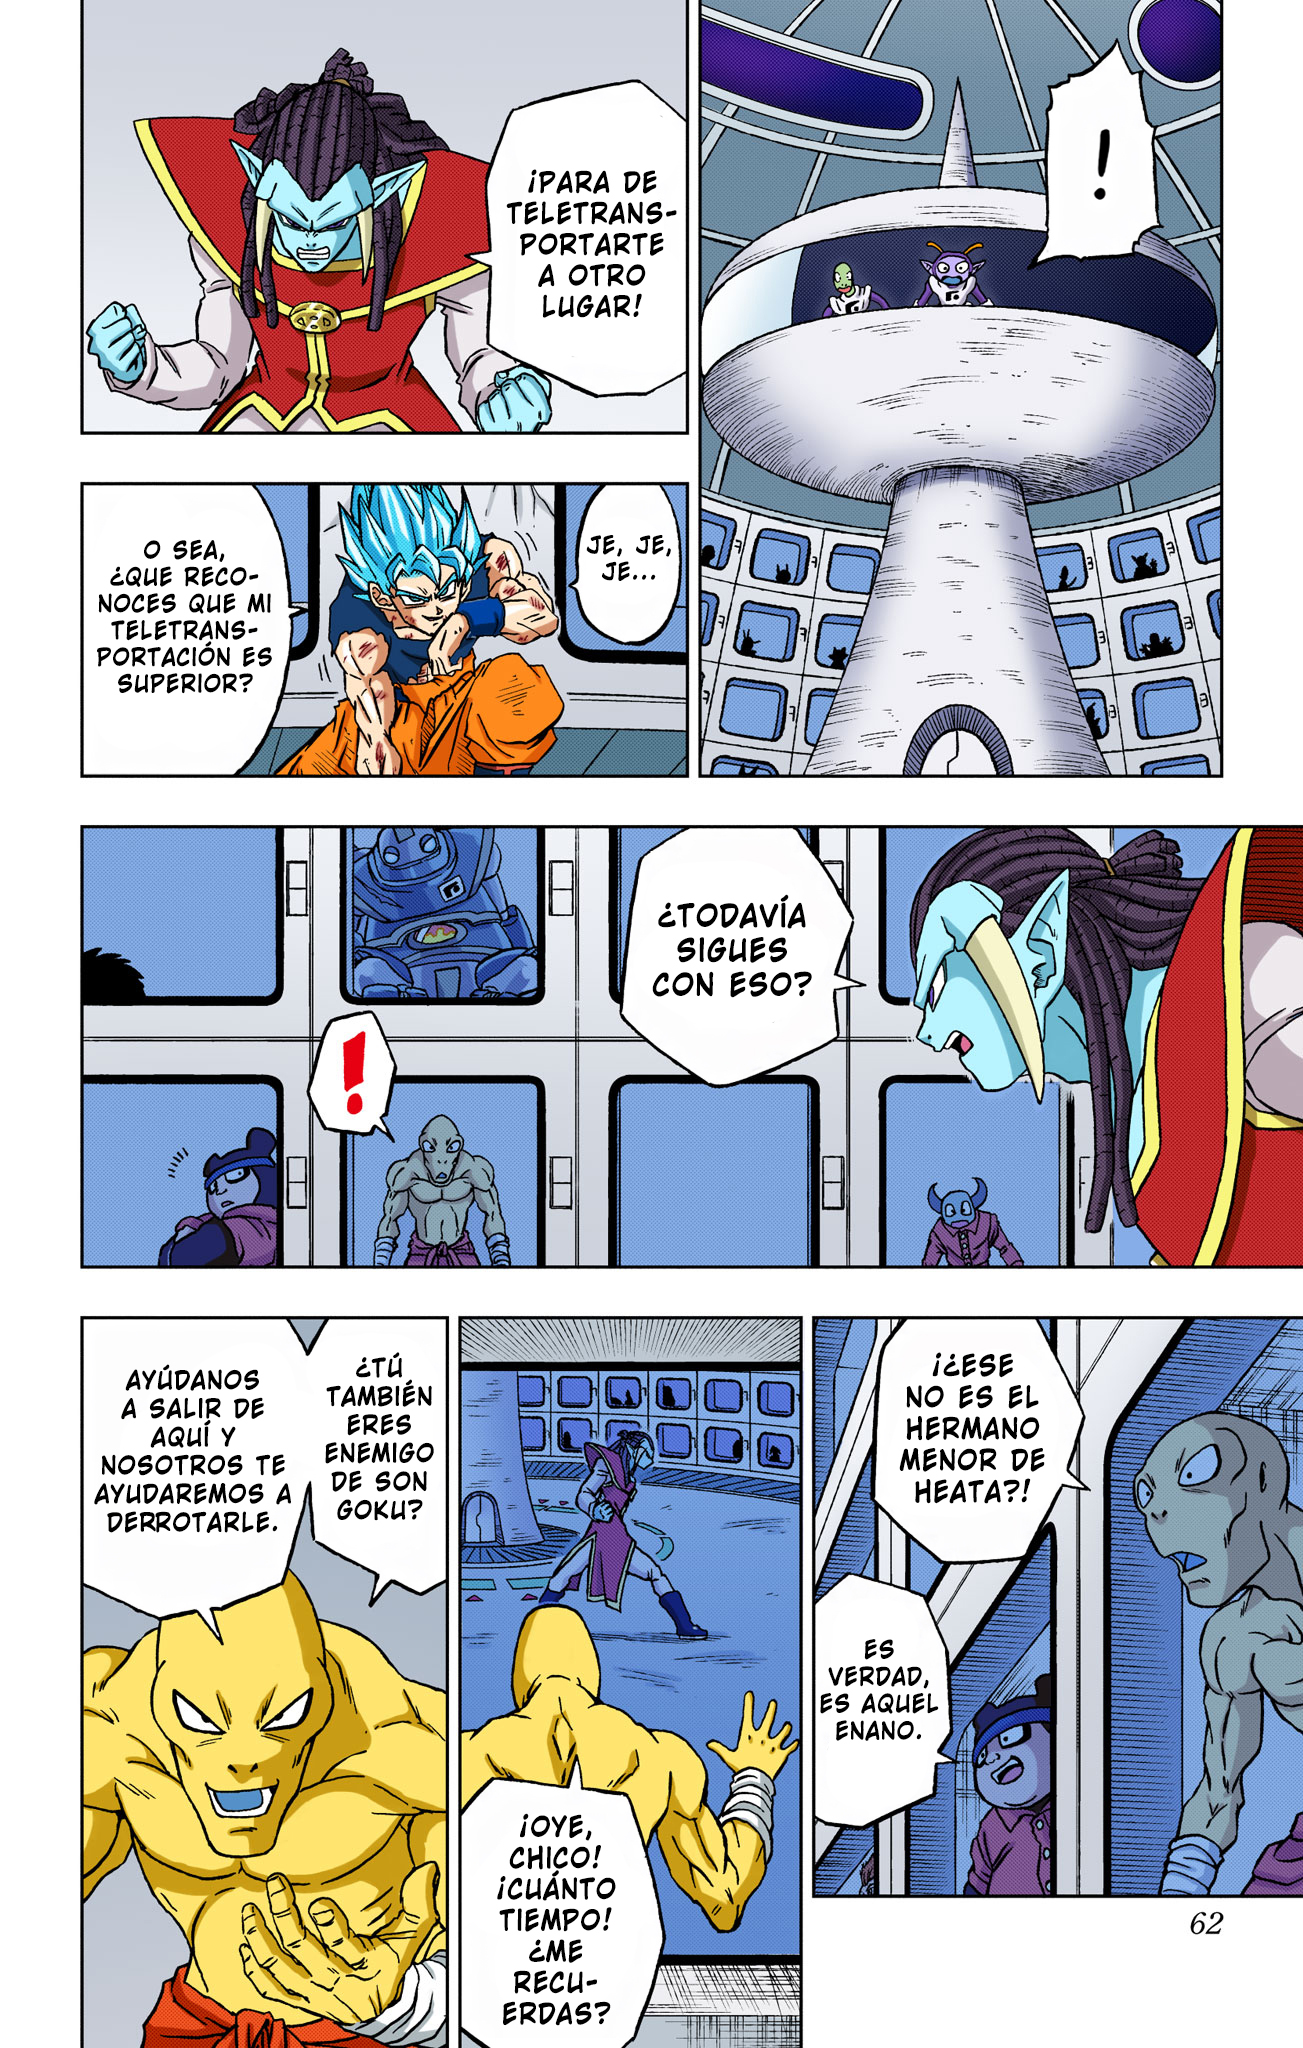 !
¡PARA DE
TELETRANS-
PORTARTE
A OTRO
LUGAR!
JE, JE,
JE...
O SEA,
¿QUE RECO-
NOCES QUE MI
TELETRANS-
PORTACIÓN ES
SUPERIOR?
¿TODAVÍA
SIGUES
CON ESO?
!
¡¿ESE
NO ES EL
HERMANO
MENOR DE
HEATA?!
ES
VERDAD,
ES AQUEL
ENANO.
¡OYE,
CHICO!
¡CUÁNTO
TIEMPO!
¿ME
RECU-
ERDAS?
¿TÚ
TAMBIÉN
ERES
ENEMIGO
DE SON
GOKU?
AYÚDANOS
A SALIR DE
AQUÍ Y
NOSOTROS TE
AYUDAREMOS A
DERROTARLE.
62